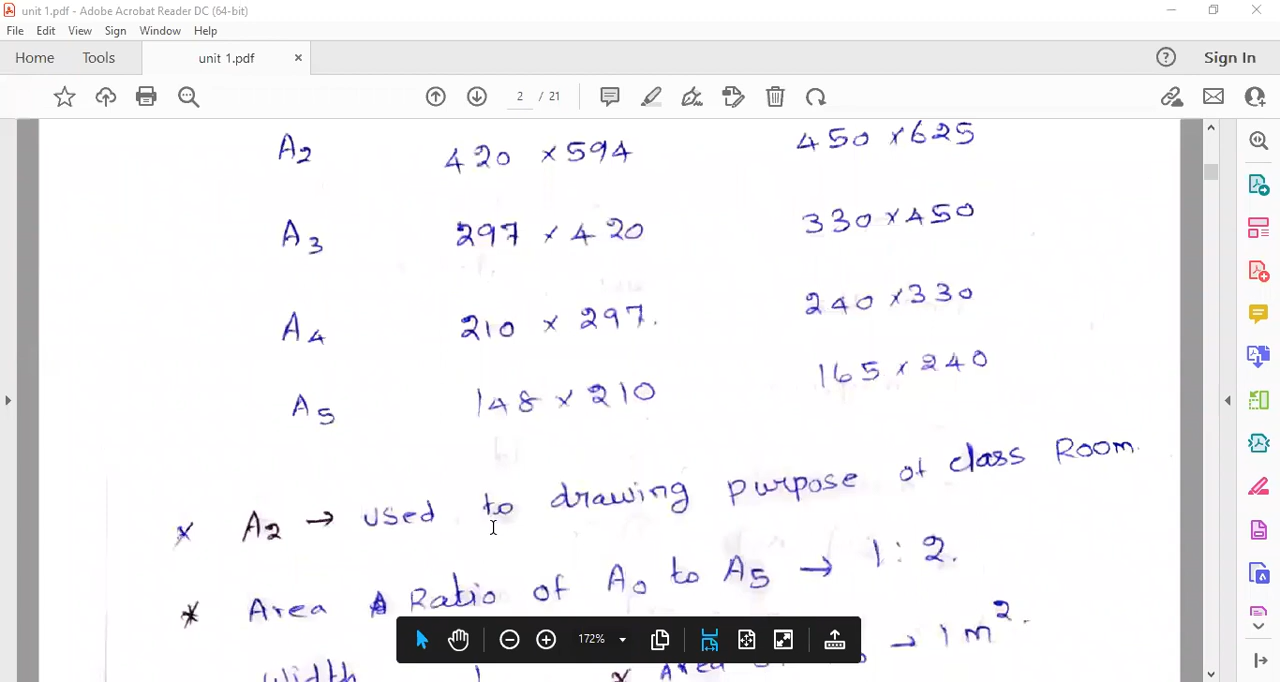 unit 1.pdf - Adobe Acrobat Reader DC (64-bit)
File Edit View Sign Window Help
Home Tools unit 1.pdf × Sign In
2 / 21
A2 420 × 594 450 × 625
A3 297 × 420 330 × 450
A4 210 × 297. 240 × 330
A5 148 × 210 165 × 240
× A2 → used to drawing purpose of class Room.
* Area Ratio of A0 to A5 → 1 : 2.
172%
Width × Area → 1 m².